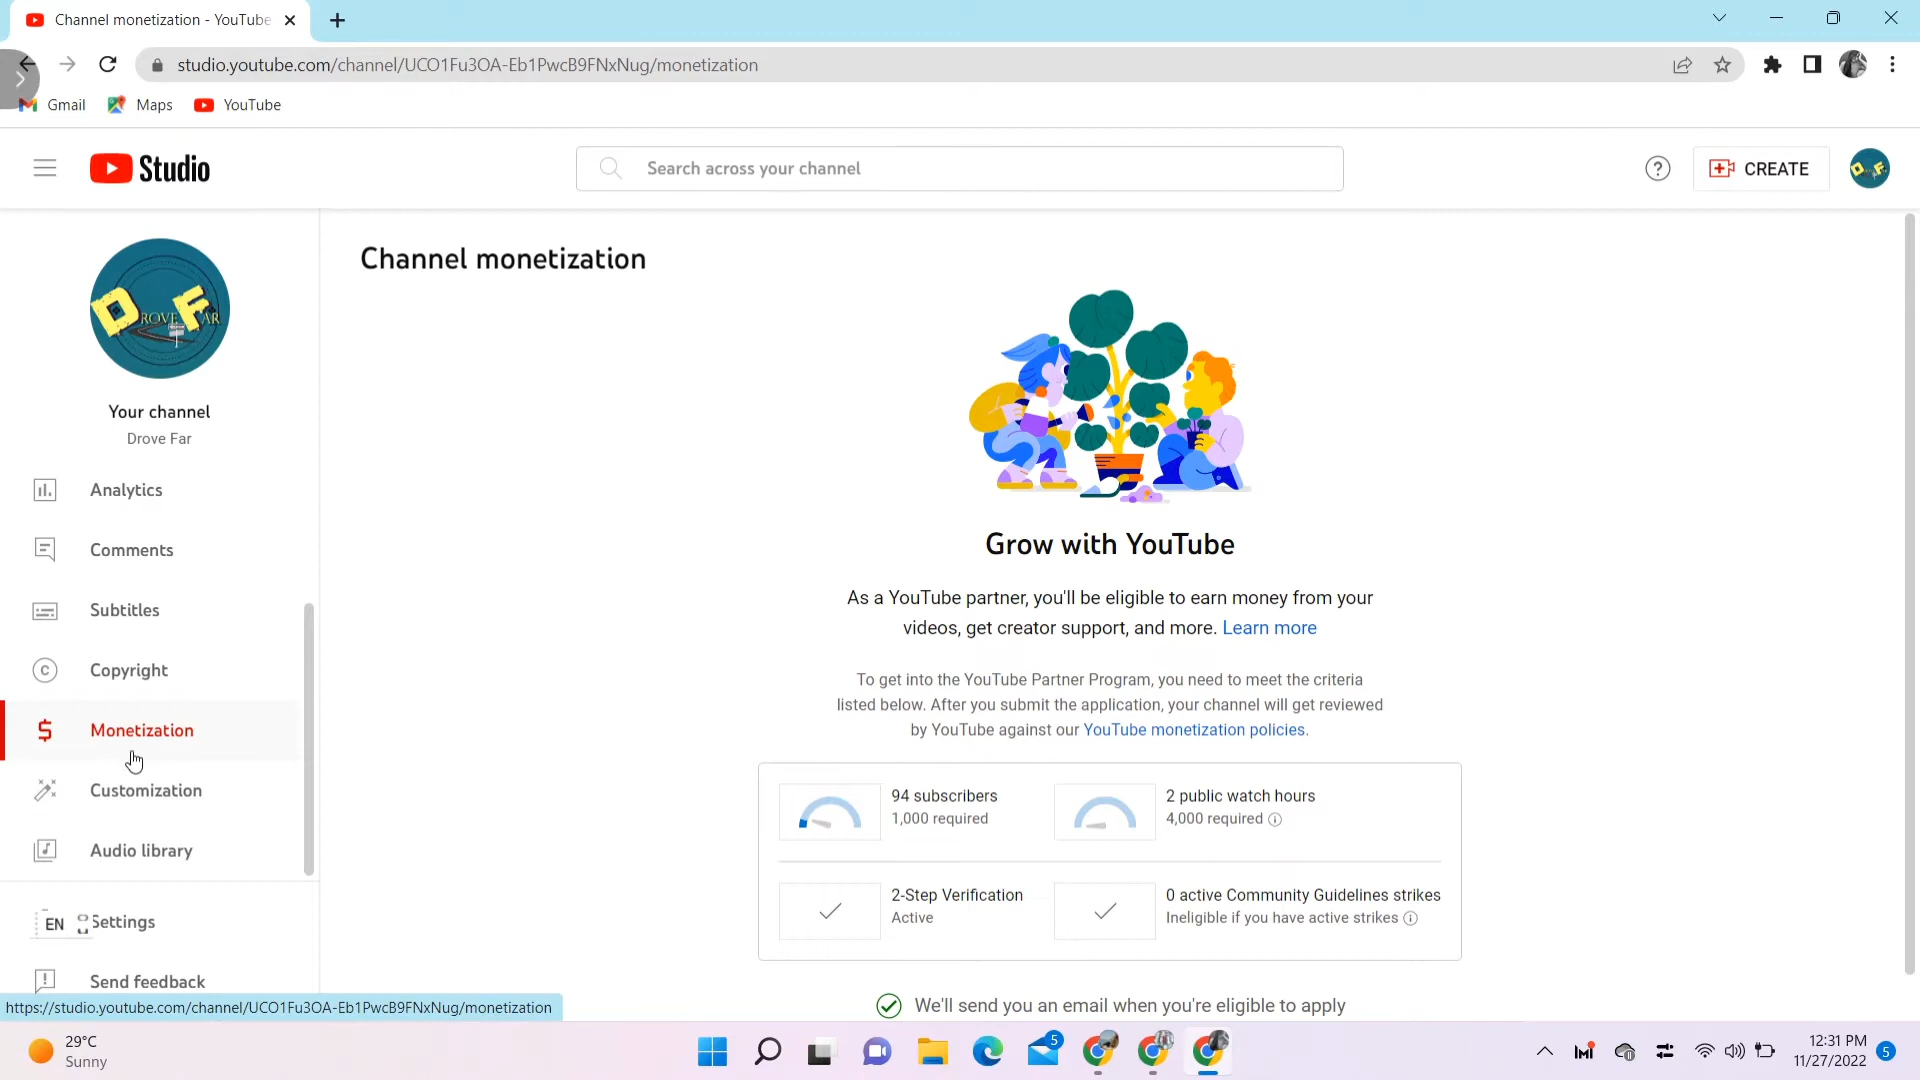 Channel monetization - YouTube
studio.youtube.com/channel/UCO1Fu3OA-Eb1PwcB9FNxNug/monetization
Gmail
Maps
YouTube
Studio
Search across your channel
CREATE
DROVE FAR
Your channel
Drove Far
Analytics
Comments
Subtitles
Copyright
Monetization
Customization
Audio library
EN
Settings
Send feedback
https://studio.youtube.com/channel/UCO1Fu3OA-Eb1PwcB9FNxNug/monetization
Channel monetization
Grow with YouTube
As a YouTube partner, you'll be eligible to earn money from your
videos, get creator support, and more. Learn more
To get into the YouTube Partner Program, you need to meet the criteria
listed below. After you submit the application, your channel will get reviewed
by YouTube against our YouTube monetization policies.
94 subscribers
1,000 required
2 public watch hours
4,000 required
2-Step Verification
Active
0 active Community Guidelines strikes
Ineligible if you have active strikes
We'll send you an email when you're eligible to apply
29°C
Sunny
5
12:31 PM
11/27/2022
5